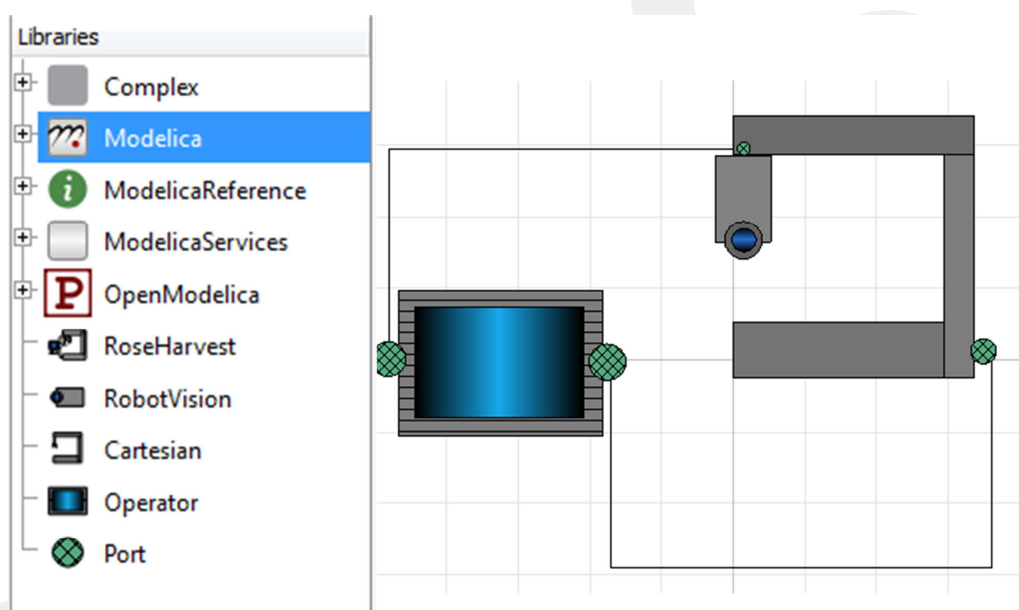 Libraries
Complex
Modelica
ModelicaReference
ModelicaServices
P OpenModelica
RoseHarvest
RobotVision
Cartesian
Operator
Port